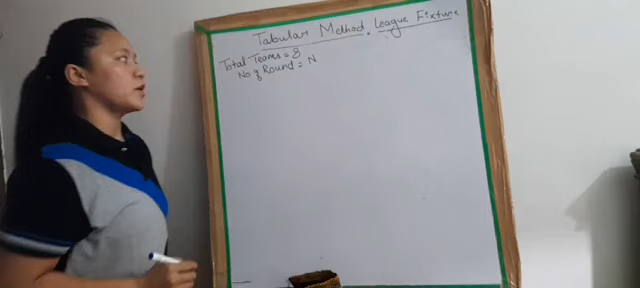 Tabular Method. League Fixture
Total Teams = 8
No of Round = N